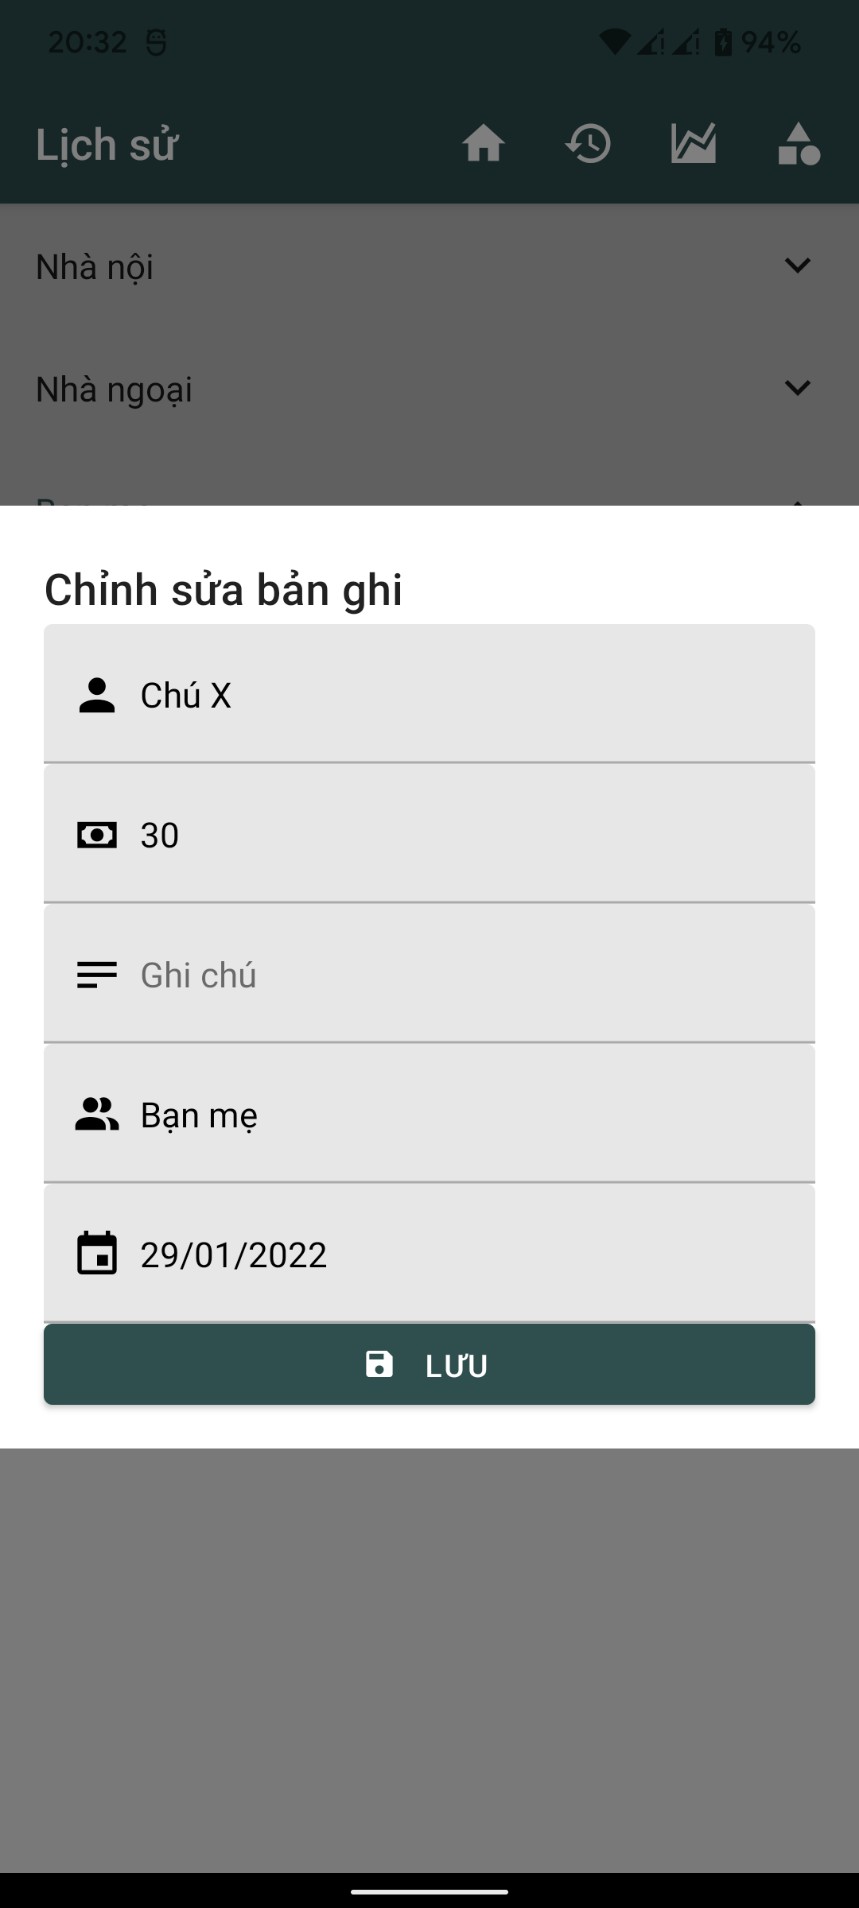 20:32
94%
Lịch sử
Nhà nội
Nhà ngoại
Chỉnh sửa bản ghi
Chú X
30
Ghi chú
Bạn mẹ
29/01/2022
LƯU